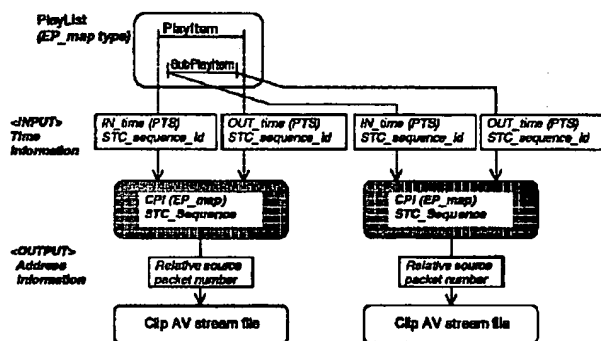 PlayList
(EP_map type)
PlayItem
SubPlayItem
<INPUT>
Time
Information
IN_time (PTS)
STC_sequence_id
OUT_time (PTS)
STC_sequence_id
IN_time (PTS)
STC_sequence_id
OUT_time (PTS)
STC_sequence_id
CPI (EP_map)
STC_Sequence
CPI (EP_map)
STC_Sequence
<OUTPUT>
Address
Information
Relative source
packet number
Relative source
packet number
Clip AV stream file
Clip AV stream file